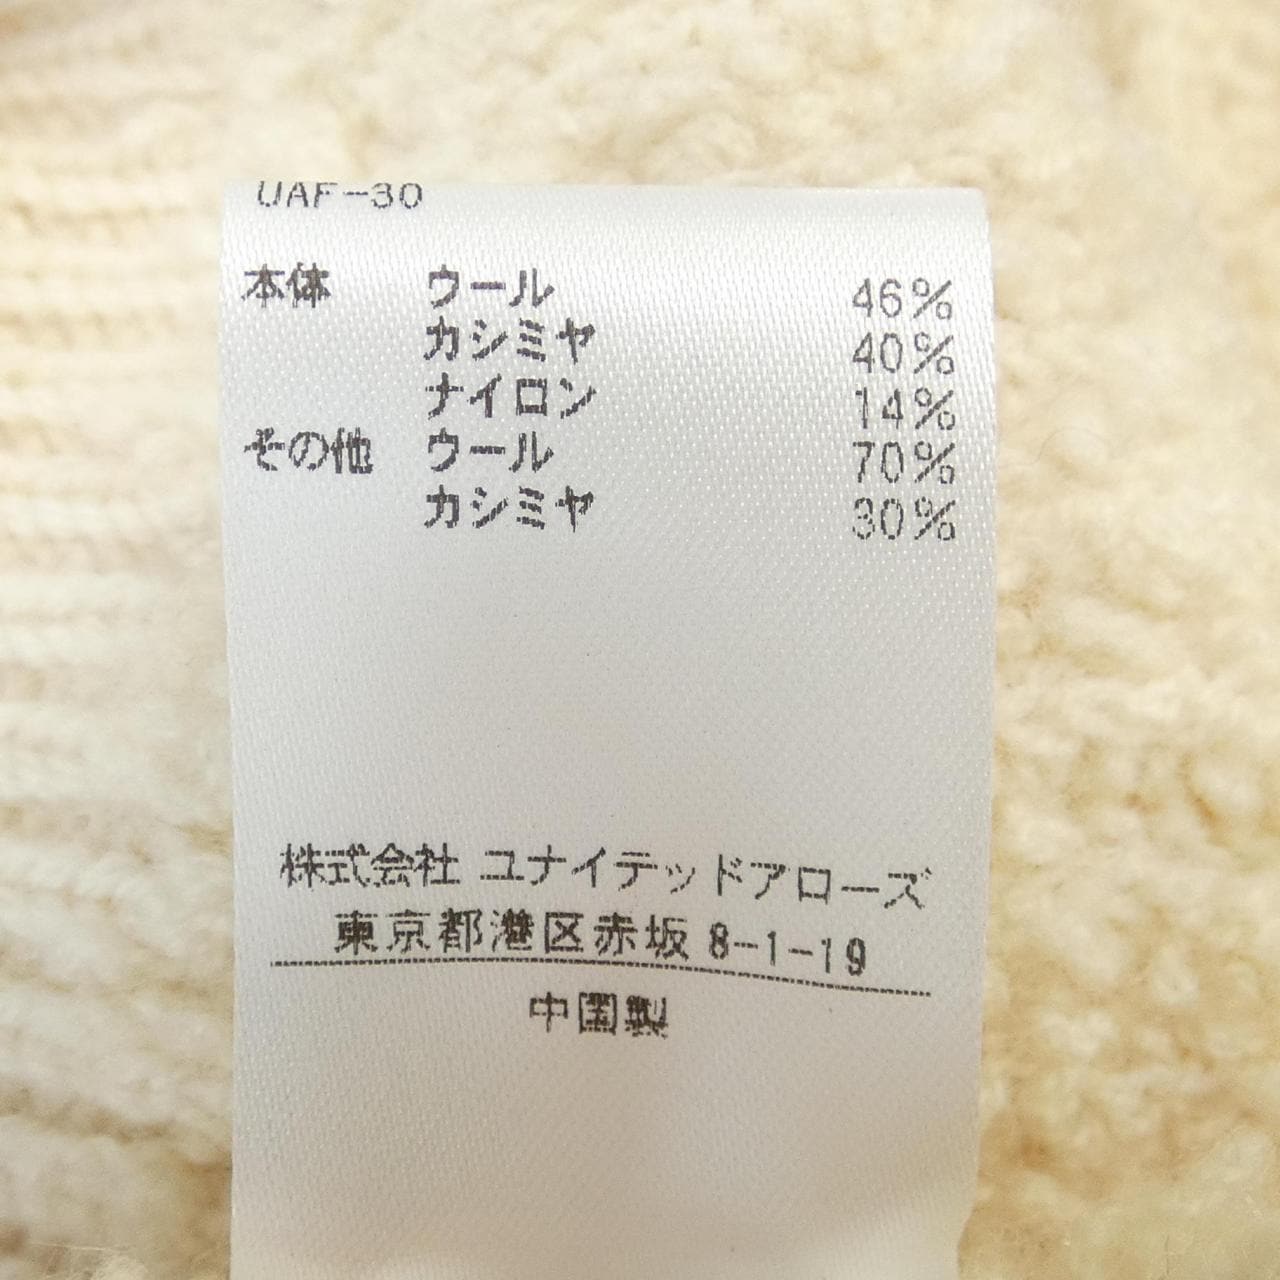 UAF-30
本体 ウール 46%
カシミヤ 40%
ナイロン 14%
その他 ウール 70%
カシミヤ 30%
株式会社 ユナイテッドアローズ
東京都港区赤坂 8-1-19
中国製